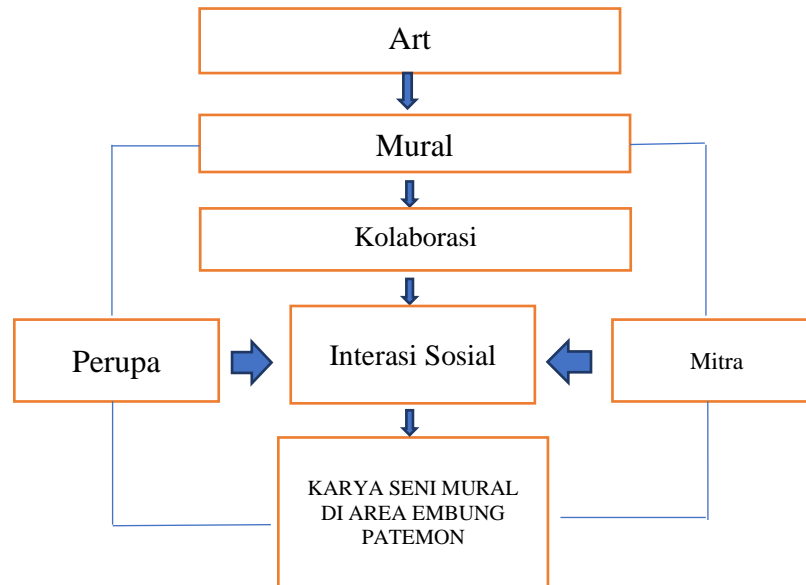 Art
Mural
Kolaborasi
Perupa
Interasi Sosial
Mitra
KARYA SENI MURAL
DI AREA EMBUNG
PATEMON